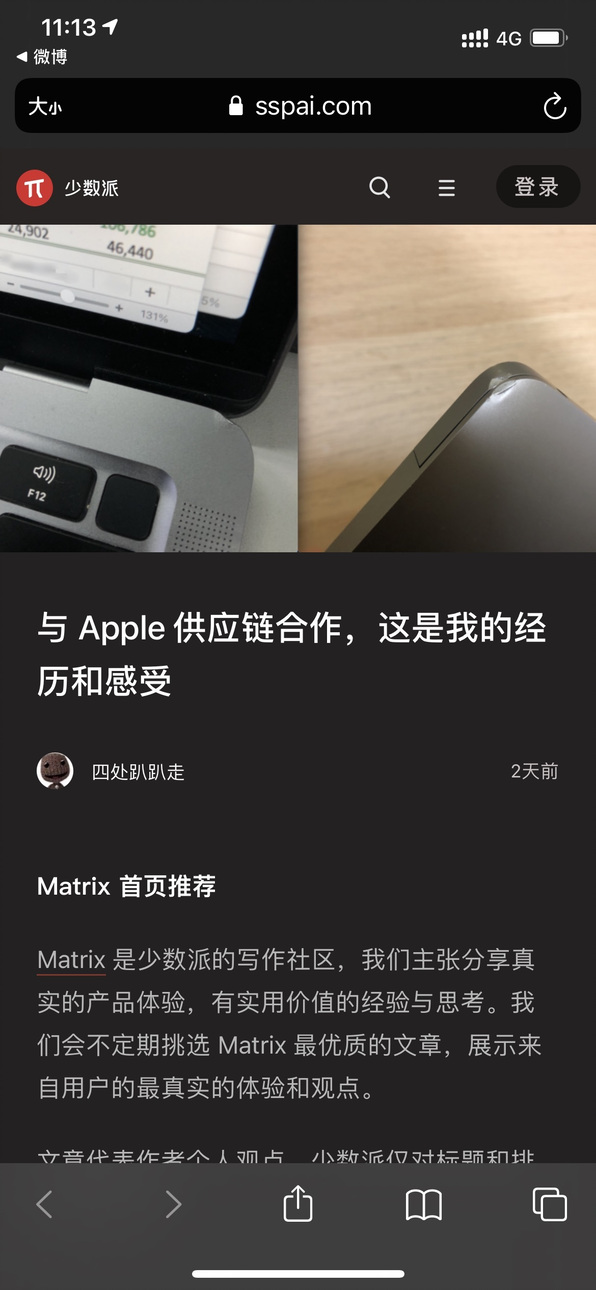 11:13
4G
微博
大小
sspai.com
少数派
登录
24,902
46,440
131%
5%
F12
与 Apple 供应链合作，这是我的经
历和感受
四处趴趴走
2天前
Matrix 首页推荐
Matrix 是少数派的写作社区，我们主张分享真
实的产品体验，有实用价值的经验与思考。我
们会不定期挑选 Matrix 最优质的文章，展示来
自用户的最真实的体验和观点。
文章代表作者个人观点，少数派仅对标题和排